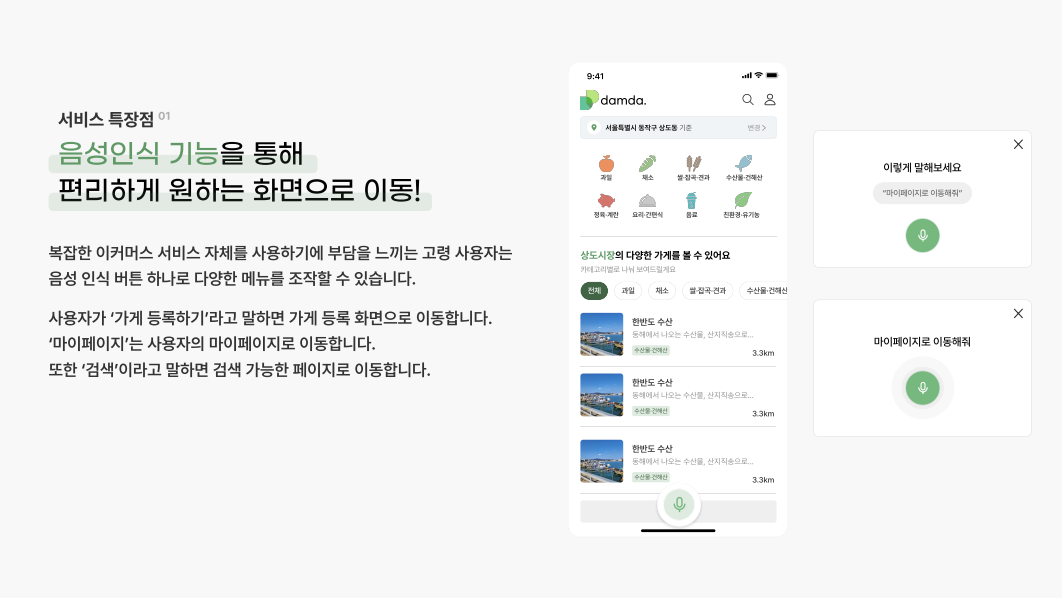 서비스 특장점 01
음성인식 기능을 통해
편리하게 원하는 화면으로 이동!
복잡한 이커머스 서비스 자체를 사용하기에 부담을 느끼는 고령 사용자는
음성 인식 버튼 하나로 다양한 메뉴를 조작할 수 있습니다.
사용자가 ‘가게 등록하기’라고 말하면 가게 등록 화면으로 이동합니다.
‘마이페이지’는 사용자의 마이페이지로 이동합니다.
또한 ‘검색’이라고 말하면 검색 가능한 페이지로 이동합니다.
9:41
damda.
서울특별시 동작구 상도동 기준
변경
과일 채소 쌀·잡곡·견과 수산물·건해산
정육·계란 요리·간편식 음료 친환경·유기농
상도시장의 다양한 가게를 볼 수 있어요
카테고리별로 나눠 보여드릴게요
전체 과일 채소 쌀·잡곡·견과 수산물·건해산
한반도 수산
동해에서 나오는 수산물, 산지직송으로...
수산물·건해산
3.3km
한반도 수산
동해에서 나오는 수산물, 산지직송으로...
수산물·건해산
3.3km
한반도 수산
동해에서 나오는 수산물, 산지직송으로...
수산물·건해산
3.3km
이렇게 말해보세요
“마이페이지로 이동해줘”
마이페이지로 이동해줘